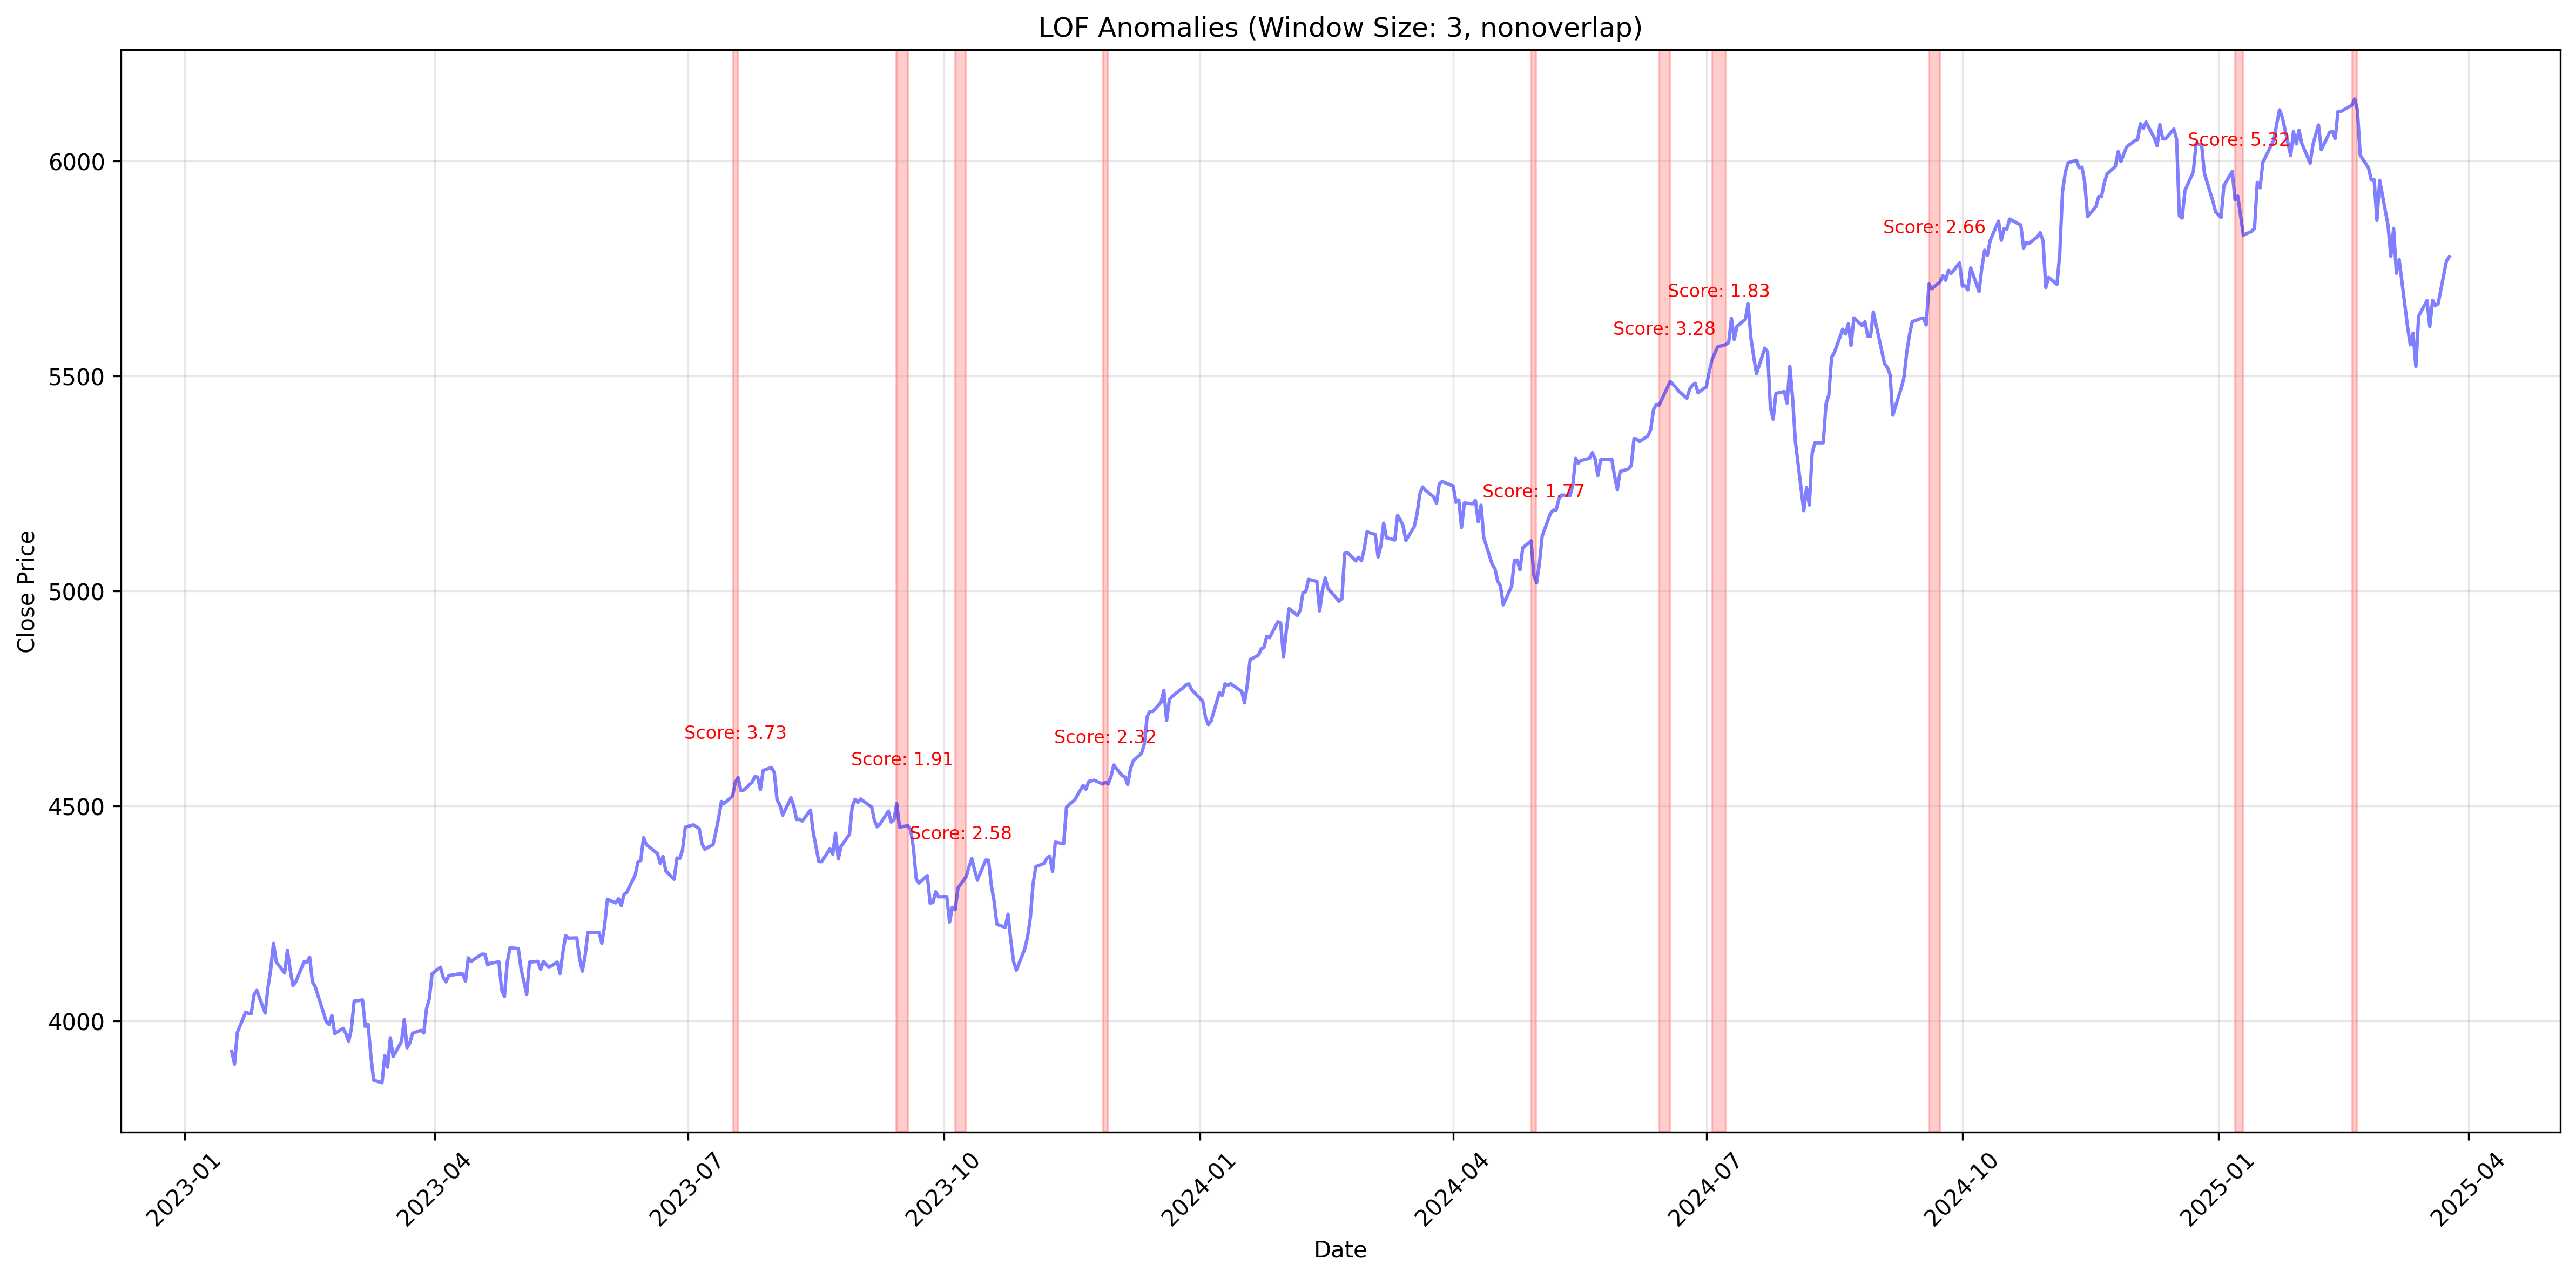 LOF Anomalies (Window Size: 3, nonoverlap)
Close Price
6000
5500
5000
4500
4000
Score: 5.32
Score: 2.66
Score: 1.83
Score: 3.28
Score: 1.77
Score: 3.73
Score: 2.32
Score: 1.91
Score: 2.58
2023-01
2023-04
2023-07
2023-10
2024-01
2024-04
2024-07
2024-10
2025-01
2025-04
Date